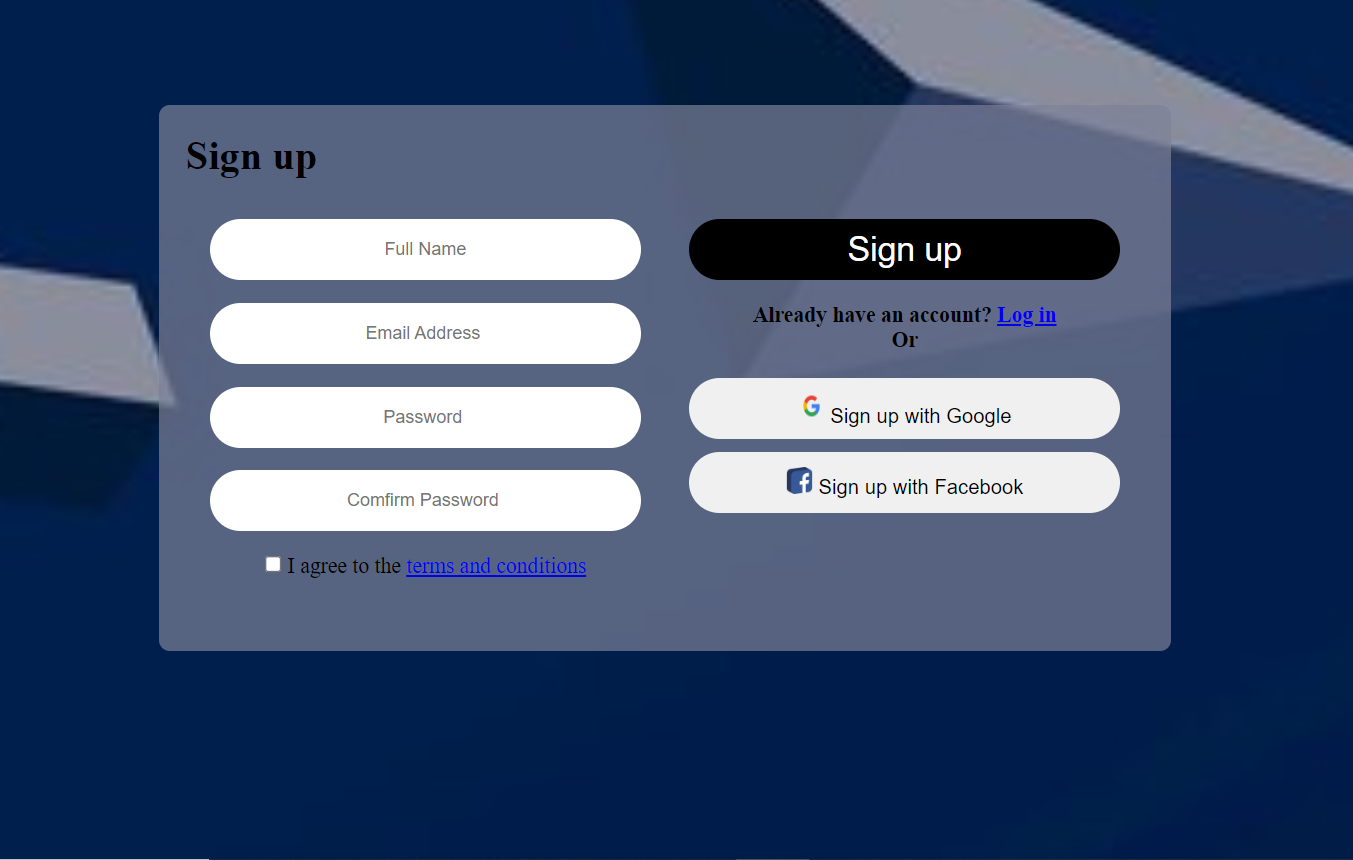 Sign up
Full Name
Email Address
Password
Comfirm Password
I agree to the terms and conditions
Sign up
Already have an account? Log in
Or
Sign up with Google
Sign up with Facebook